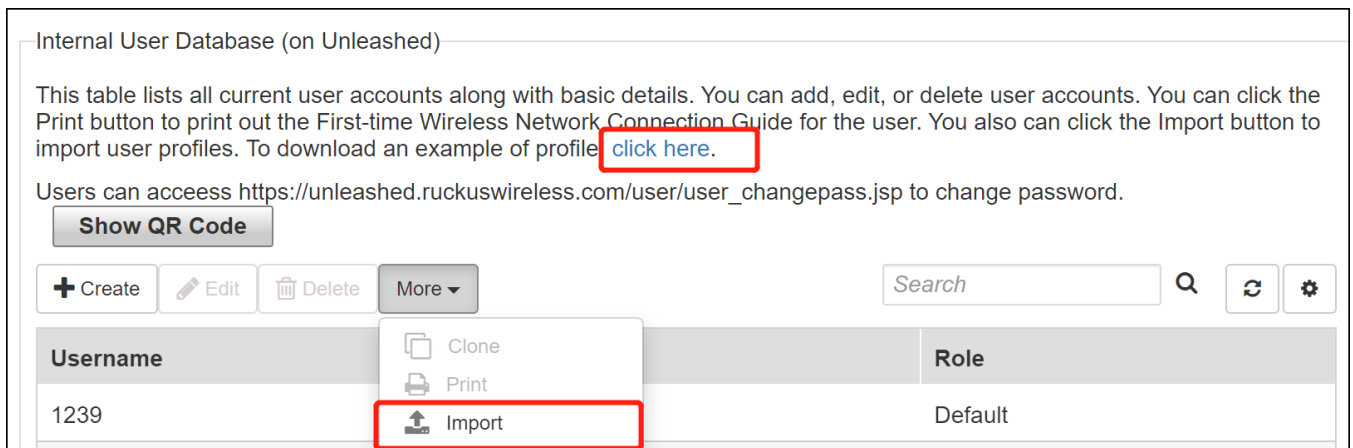 Internal User Database (on Unleashed)
This table lists all current user accounts along with basic details. You can add, edit, or delete user accounts. You can click the
Print button to print out the First-time Wireless Network Connection Guide for the user. You also can click the Import button to
import user profiles. To download an example of profile click here.
Users can acceess https://unleashed.ruckuswireless.com/user/user_changepass.jsp to change password.
Show QR Code
Create Edit Delete More Search
Username Role
Clone
Print
1239 Default
Import